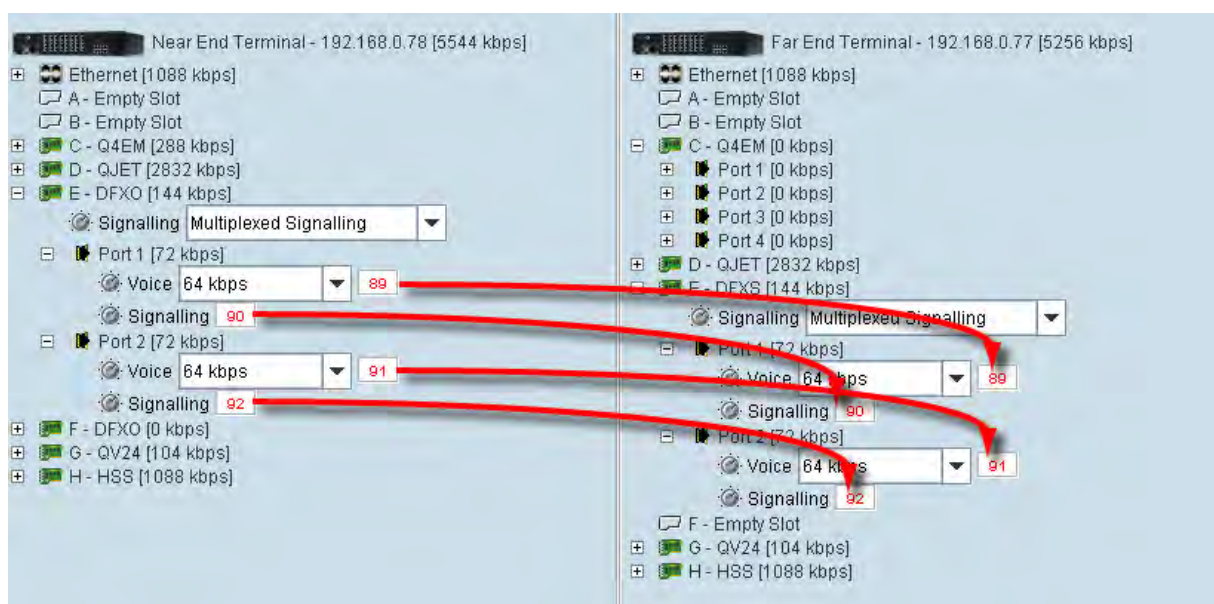 Near End Terminal - 192.168.0.78 [5544 kbps]
Ethernet [1088 kbps]
A - Empty Slot
B - Empty Slot
C - Q4EM [288 kbps]
D - QJET [2832 kbps]
E - DFXO [144 kbps]
Signalling Multiplexed Signalling
Port 1 [72 kbps]
Voice 64 kbps 89
Signalling 90
Port 2 [72 kbps]
Voice 64 kbps 91
Signalling 92
F - DFXO [0 kbps]
G - QV24 [104 kbps]
H - HSS [1088 kbps]
Far End Terminal - 192.168.0.77 [5256 kbps]
Ethernet [1088 kbps]
A - Empty Slot
B - Empty Slot
C - Q4EM [0 kbps]
Port 1 [0 kbps]
Port 2 [0 kbps]
Port 3 [0 kbps]
Port 4 [0 kbps]
D - QJET [2832 kbps]
E - DFXS [144 kbps]
Signalling Multiplexed Signalling
Port 1 [72 kbps]
Voice 64 kbps 89
Signalling 90
Port 2 [72 kbps]
Voice 64 kbps 91
Signalling 92
F - Empty Slot
G - QV24 [104 kbps]
H - HSS [1088 kbps]